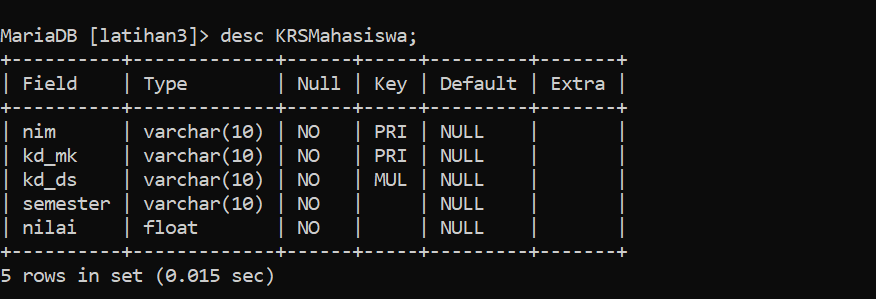 MariaDB [latihan3]> desc KRSMahasiswa;
+-----------+-------------+------+-----+---------+-------+
| Field     | Type        | Null | Key | Default | Extra |
+-----------+-------------+------+-----+---------+-------+
| nim       | varchar(10) | NO   | PRI | NULL    |       |
| kd_mk     | varchar(10) | NO   | PRI | NULL    |       |
| kd_ds     | varchar(10) | NO   | MUL | NULL    |       |
| semester  | varchar(10) | NO   |     | NULL    |       |
| nilai     | float       | NO   |     | NULL    |       |
+-----------+-------------+------+-----+---------+-------+
5 rows in set (0.015 sec)